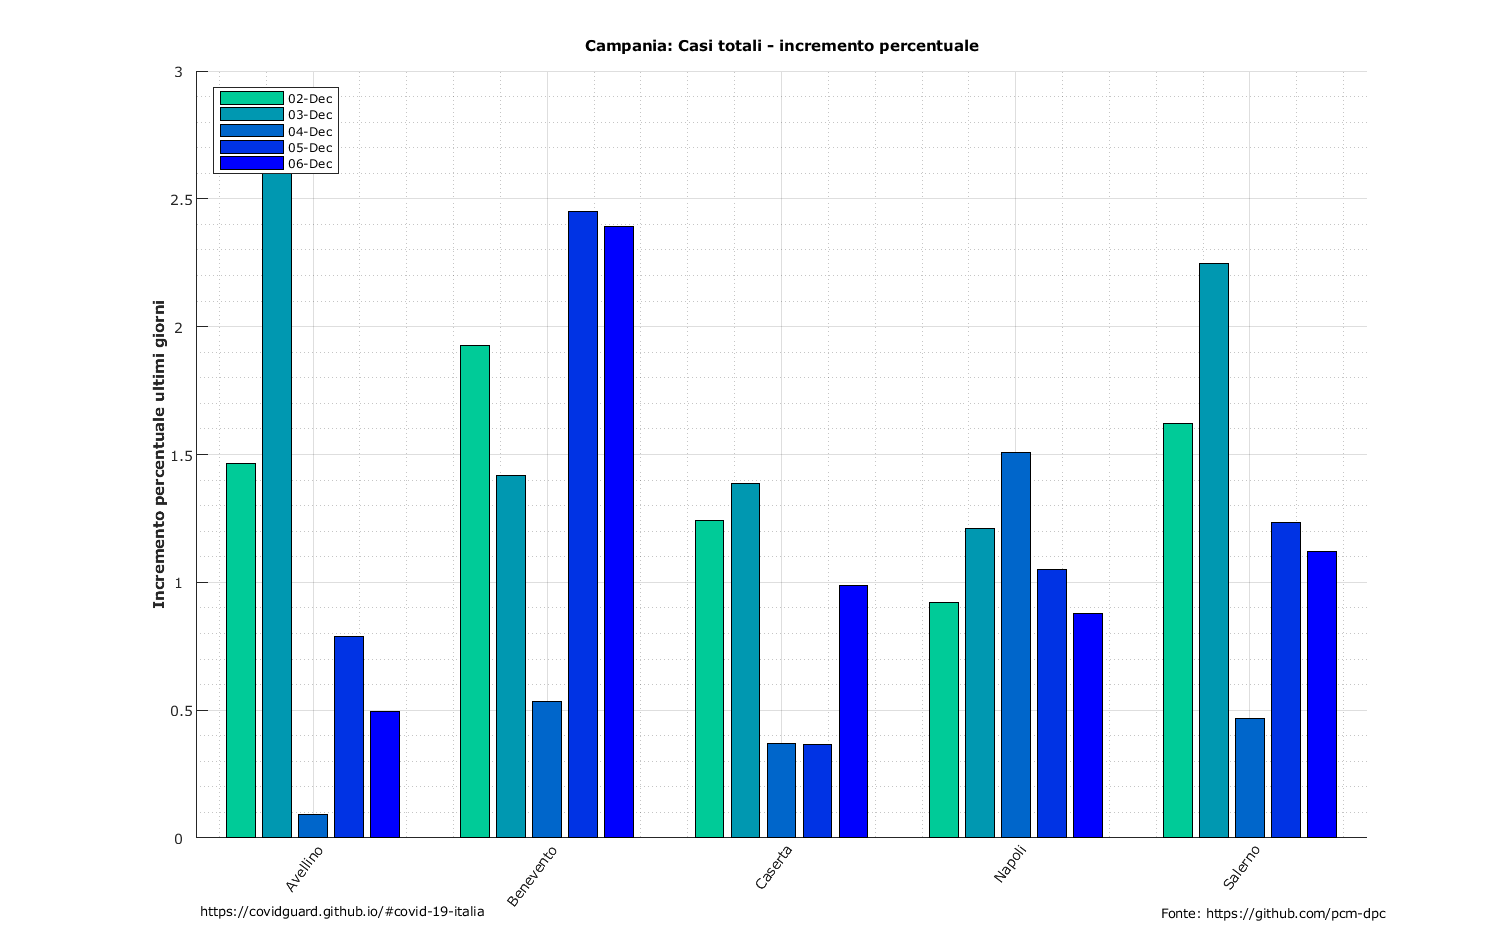 Campania: Casi totali - incremento percentuale
3
2.5
2
1.5
1
0.5
0
Incremento percentuale ultimi giorni
02-Dec
03-Dec
04-Dec
05-Dec
06-Dec
Avellino
Benevento
Caserta
Napoli
Salerno
https://covidguard.github.io/#covid-19-italia
Fonte: https://github.com/pcm-dpc